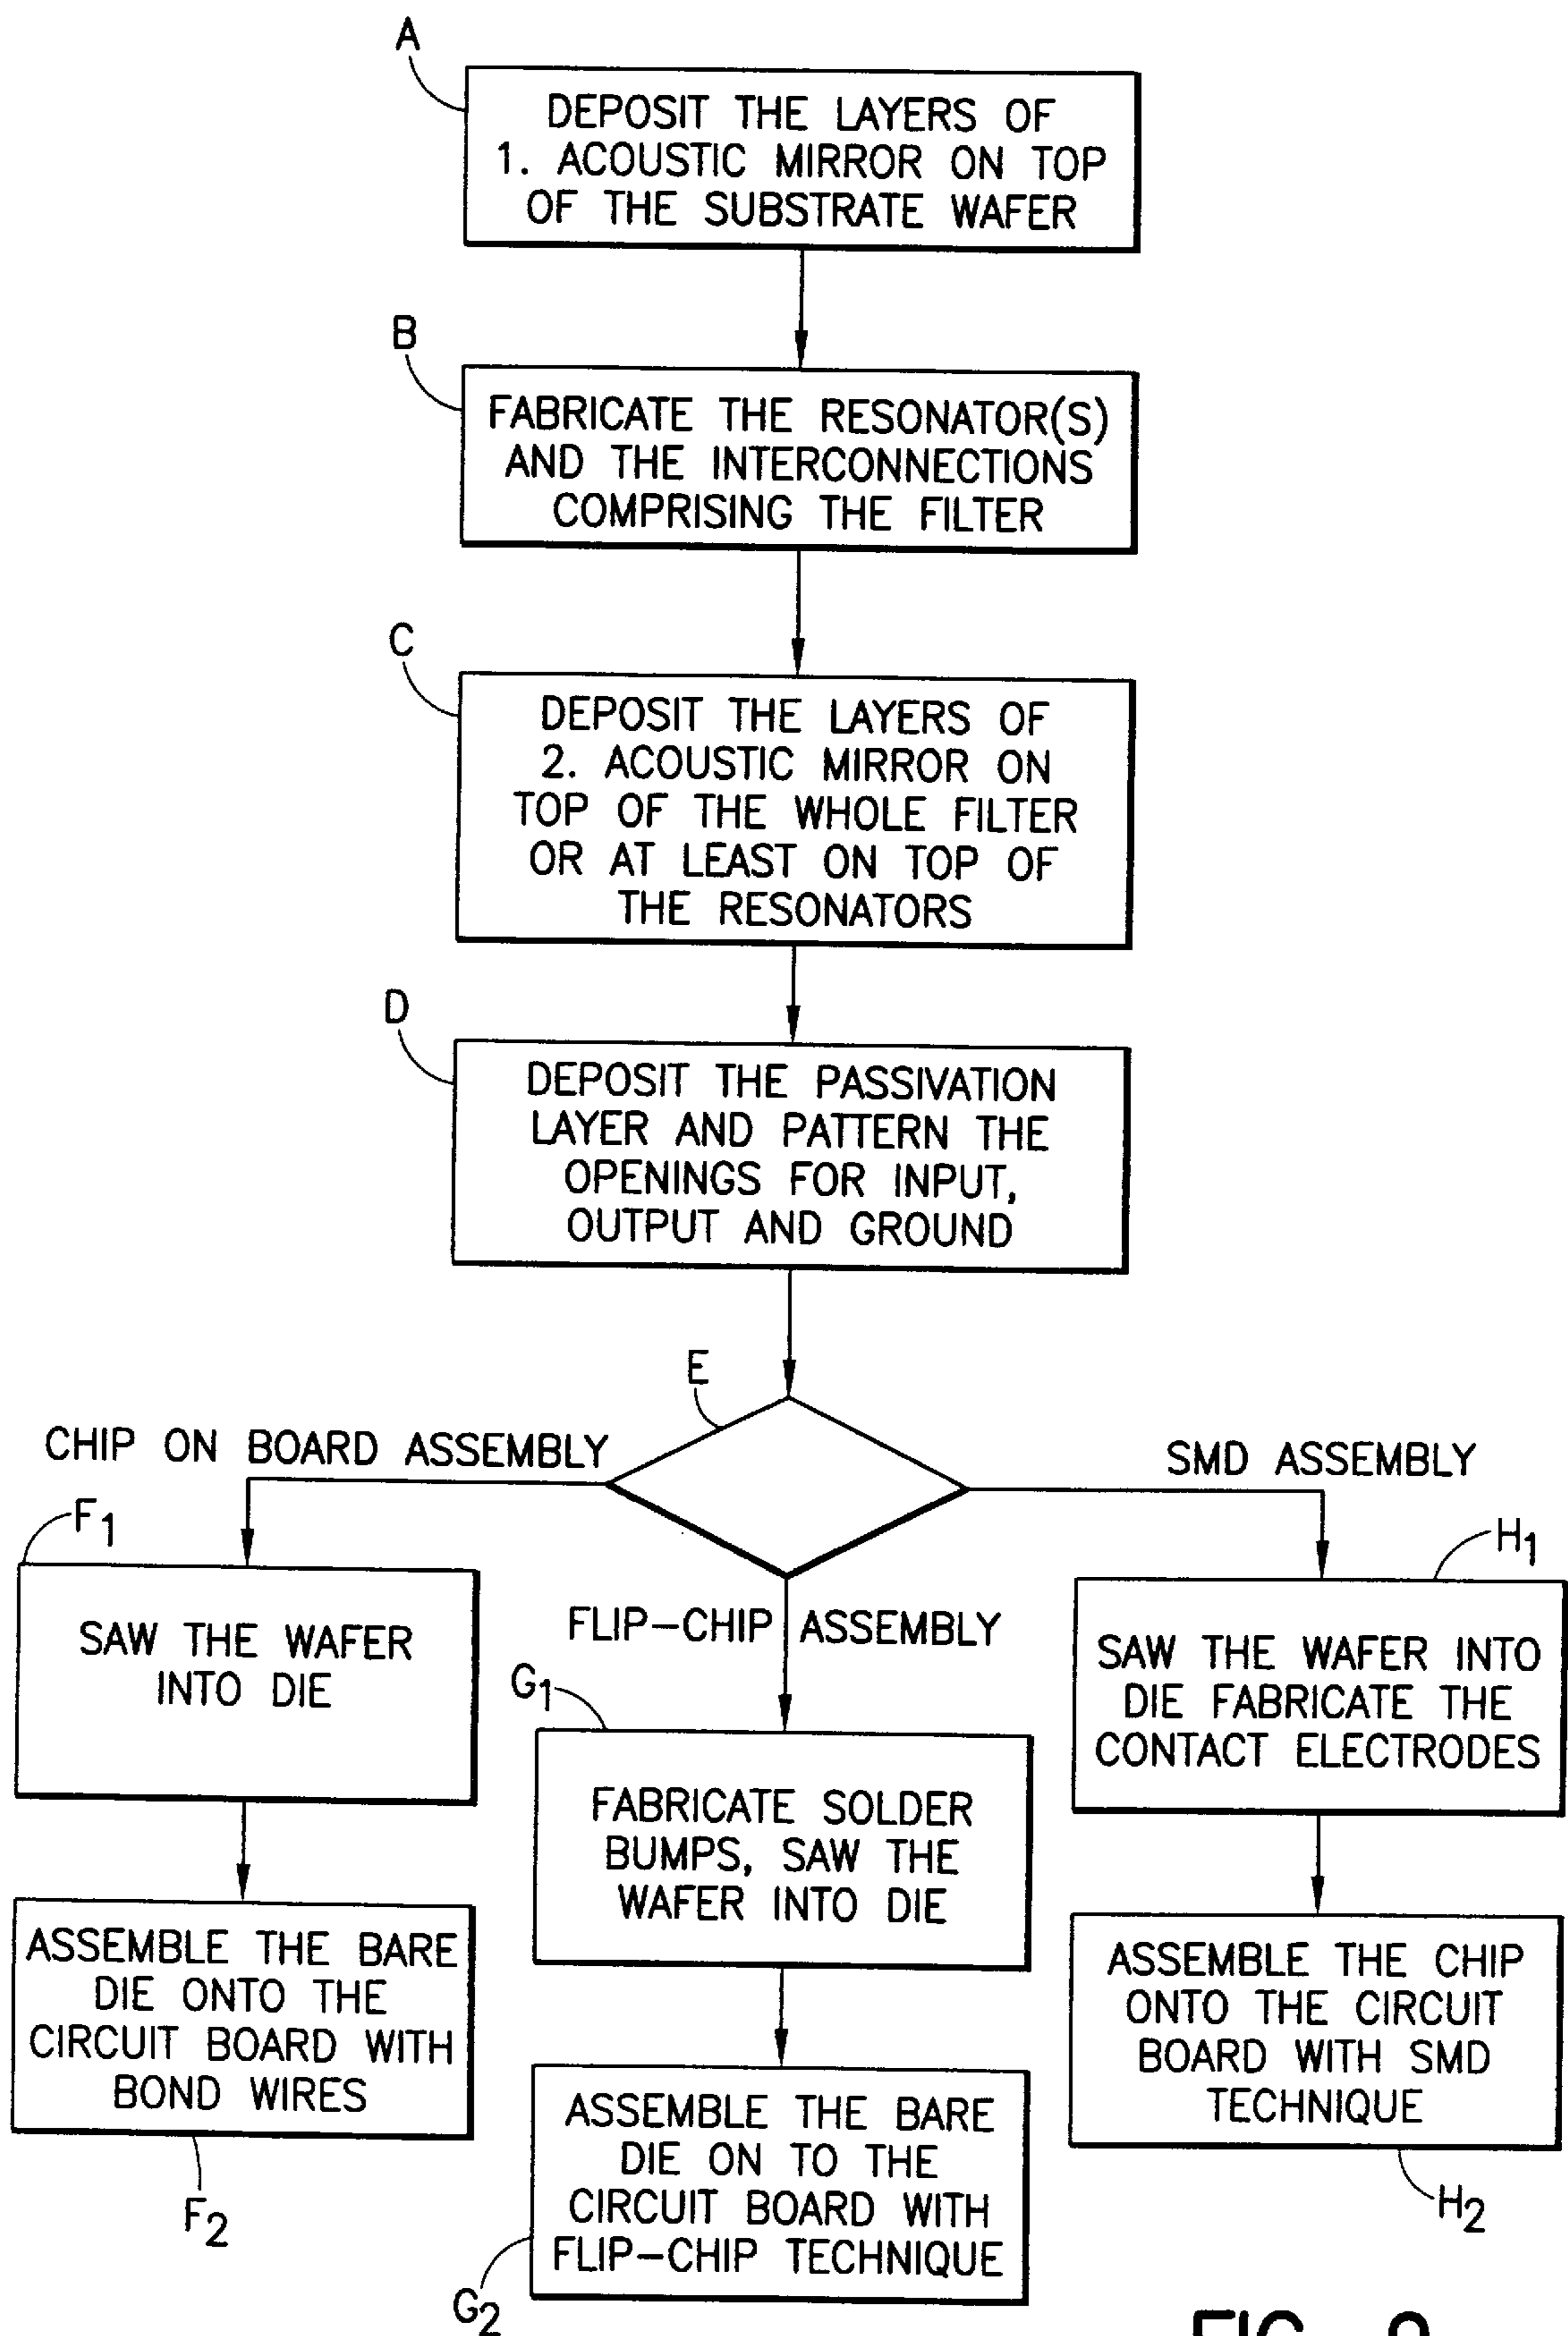 A
DEPOSIT THE LAYERS OF
1. ACOUSTIC MIRROR ON TOP
OF THE SUBSTRATE WAFER
B
FABRICATE THE RESONATOR(S)
AND THE INTERCONNECTIONS
COMPRISING THE FILTER
C
DEPOSIT THE LAYERS OF
2. ACOUSTIC MIRROR ON
TOP OF THE WHOLE FILTER
OR AT LEAST ON TOP OF
THE RESONATORS
D
DEPOSIT THE PASSIVATION
LAYER AND PATTERN THE
OPENINGS FOR INPUT,
OUTPUT AND GROUND
E
CHIP ON BOARD ASSEMBLY
F1
SAW THE WAFER
INTO DIE
ASSEMBLE THE BARE
DIE ONTO THE
CIRCUIT BOARD WITH
BOND WIRES
F2
FLIP-CHIP ASSEMBLY
G1
FABRICATE SOLDER
BUMPS, SAW THE
WAFER INTO DIE
ASSEMBLE THE BARE
DIE ON TO THE
CIRCUIT BOARD WITH
FLIP-CHIP TECHNIQUE
G2
SMD ASSEMBLY
H1
SAW THE WAFER INTO
DIE FABRICATE THE
CONTACT ELECTRODES
ASSEMBLE THE CHIP
ONTO THE CIRCUIT
BOARD WITH SMD
TECHNIQUE
H2
FIG.